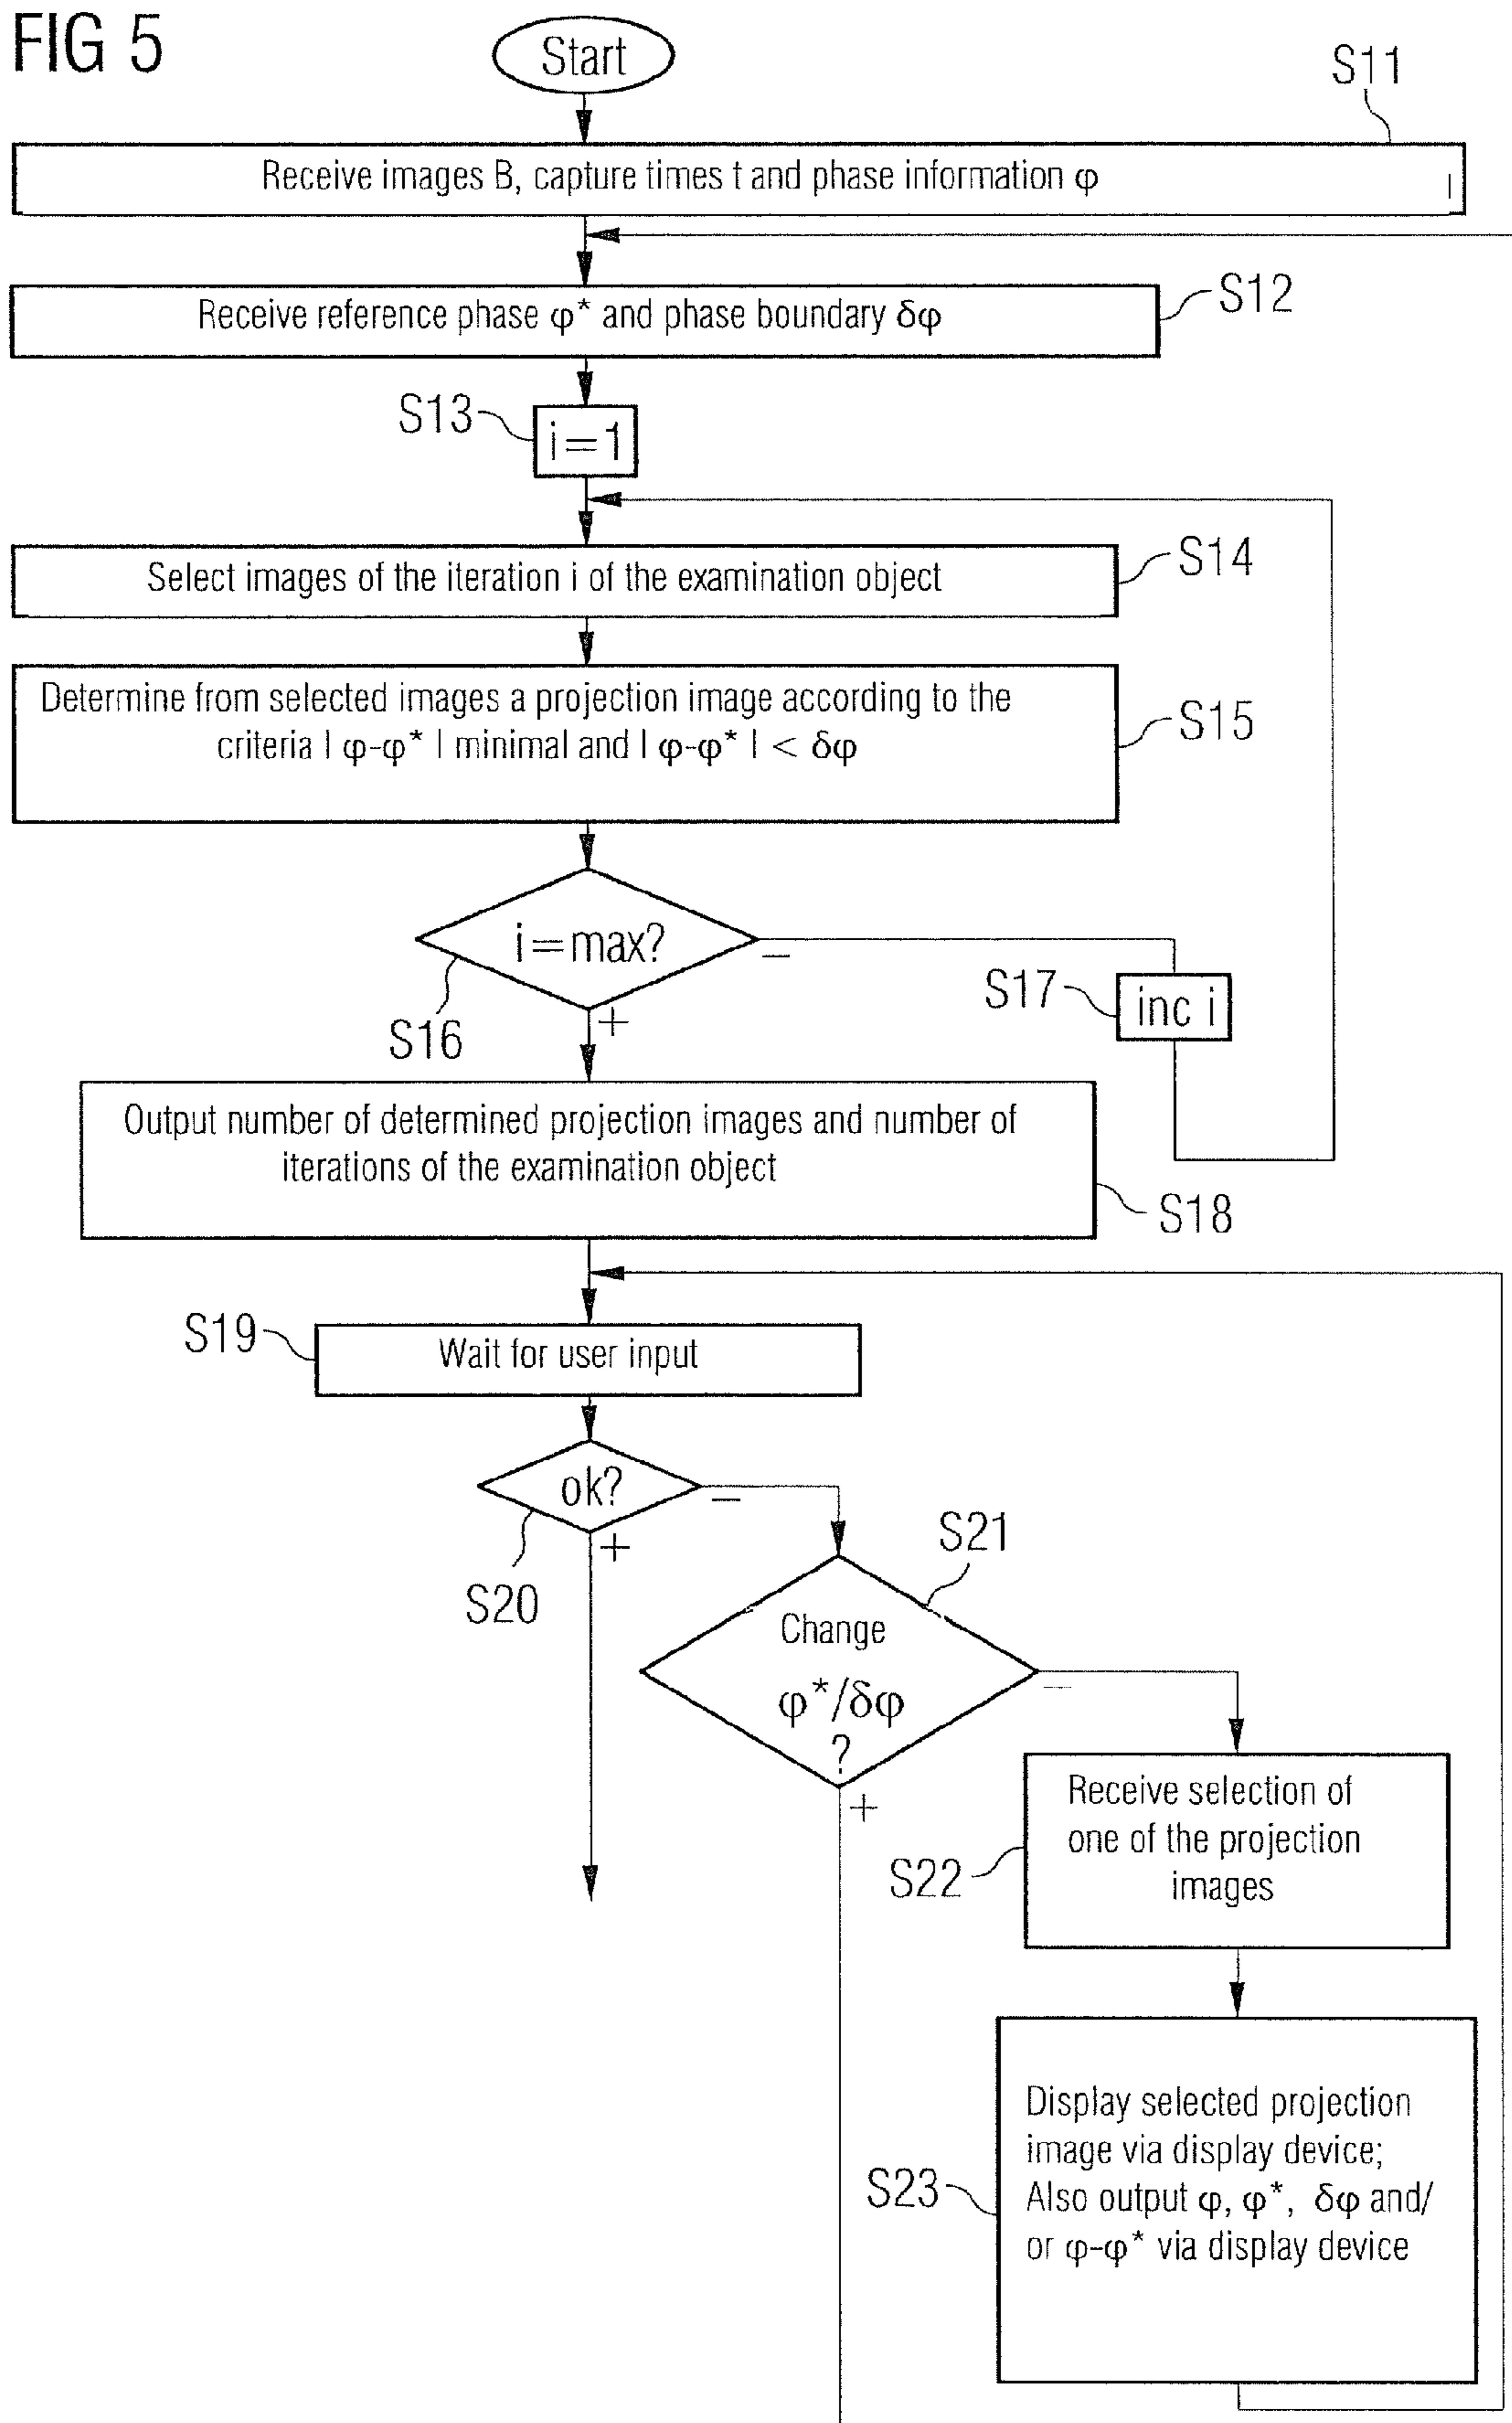 FIG 5
Start
S11
Receive images B, capture times t and phase information φ
Receive reference phase φ* and phase boundary δφ
S12
S13
i=1
Select images of the iteration i of the examination object
S14
Determine from selected images a projection image according to the
criteria | φ-φ* | minimal and | φ-φ* | < δφ
S15
i=max?
−
S16
+
S17
inc i
Output number of determined projection images and number of
iterations of the examination object
S18
S19
Wait for user input
ok?
−
S20
+
S21
Change
φ*/δφ
?
−
+
Receive selection of
one of the projection
images
S22
Display selected projection
image via display device;
Also output φ, φ*, δφ and/
or φ-φ* via display device
S23